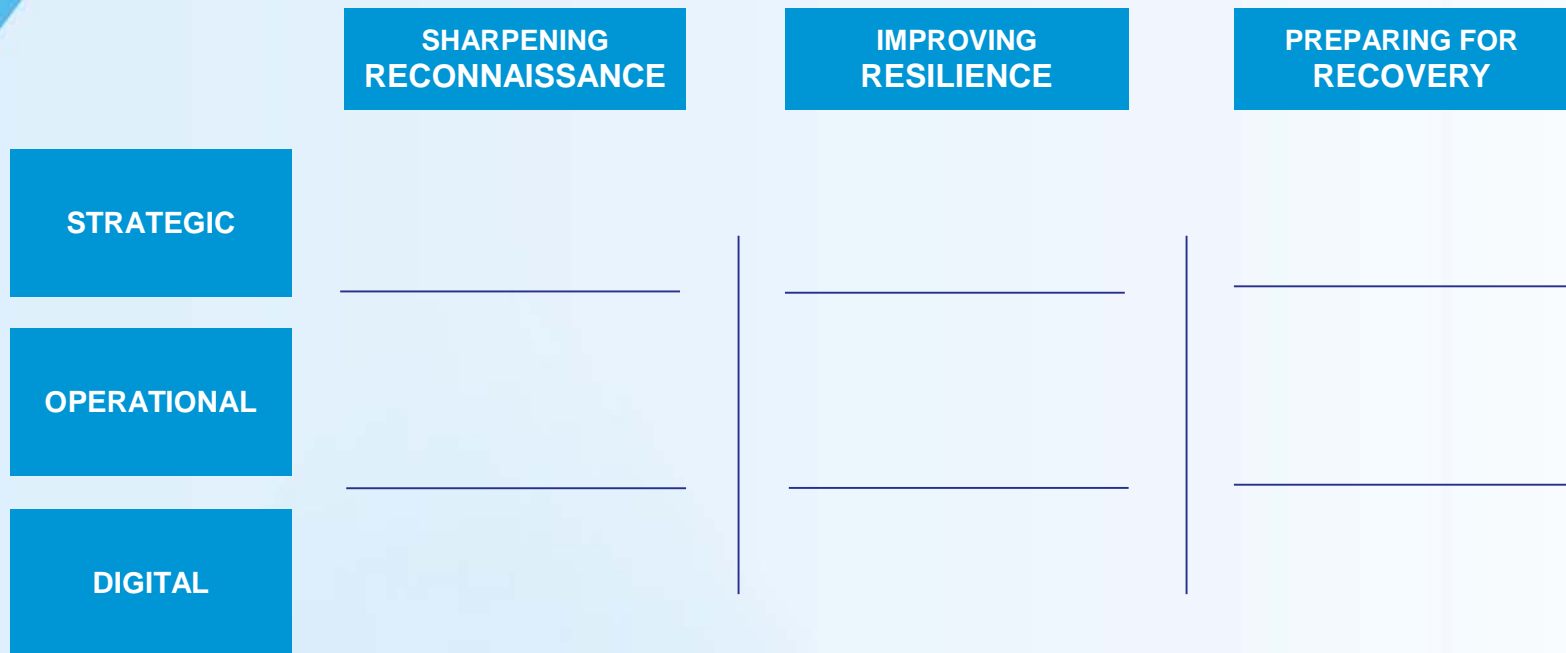 SHARPENING
RECONNAISSANCE
IMPROVING
RESILIENCE
PREPARING FOR
RECOVERY
STRATEGIC
OPERATIONAL
DIGITAL